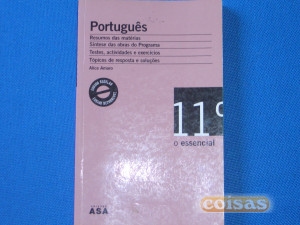 Português
Resumos das matérias
Síntese das obras do Programa
Testes, actividades e exercícios
Tópicos de resposta e soluções
Alice Amaro
11º
o essencial
ASA
coisas